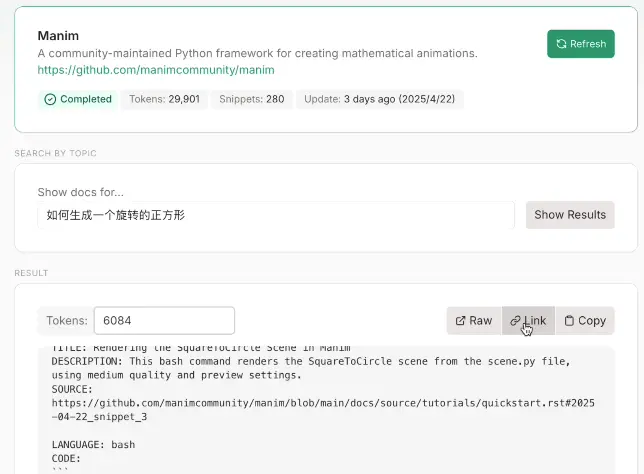 Manim
A community-maintained Python framework for creating mathematical animations.
https://github.com/manimcommunity/manim
Refresh
Completed
Tokens: 29,901
Snippets: 280
Update: 3 days ago (2025/4/22)
SEARCH BY TOPIC
Show docs for...
如何生成一个旋转的正方形
Show Results
RESULT
Tokens: 6084
Raw
Link
Copy
TITLE: Rendering the SquareToCircle Scene in Manim
DESCRIPTION: This bash command renders the SquareToCircle scene from the scene.py file,
using medium quality and preview settings.
SOURCE:
https://github.com/manimcommunity/manim/blob/main/docs/source/tutorials/quickstart.rst#2025
-04-22_snippet_3
LANGUAGE: bash
CODE:
```